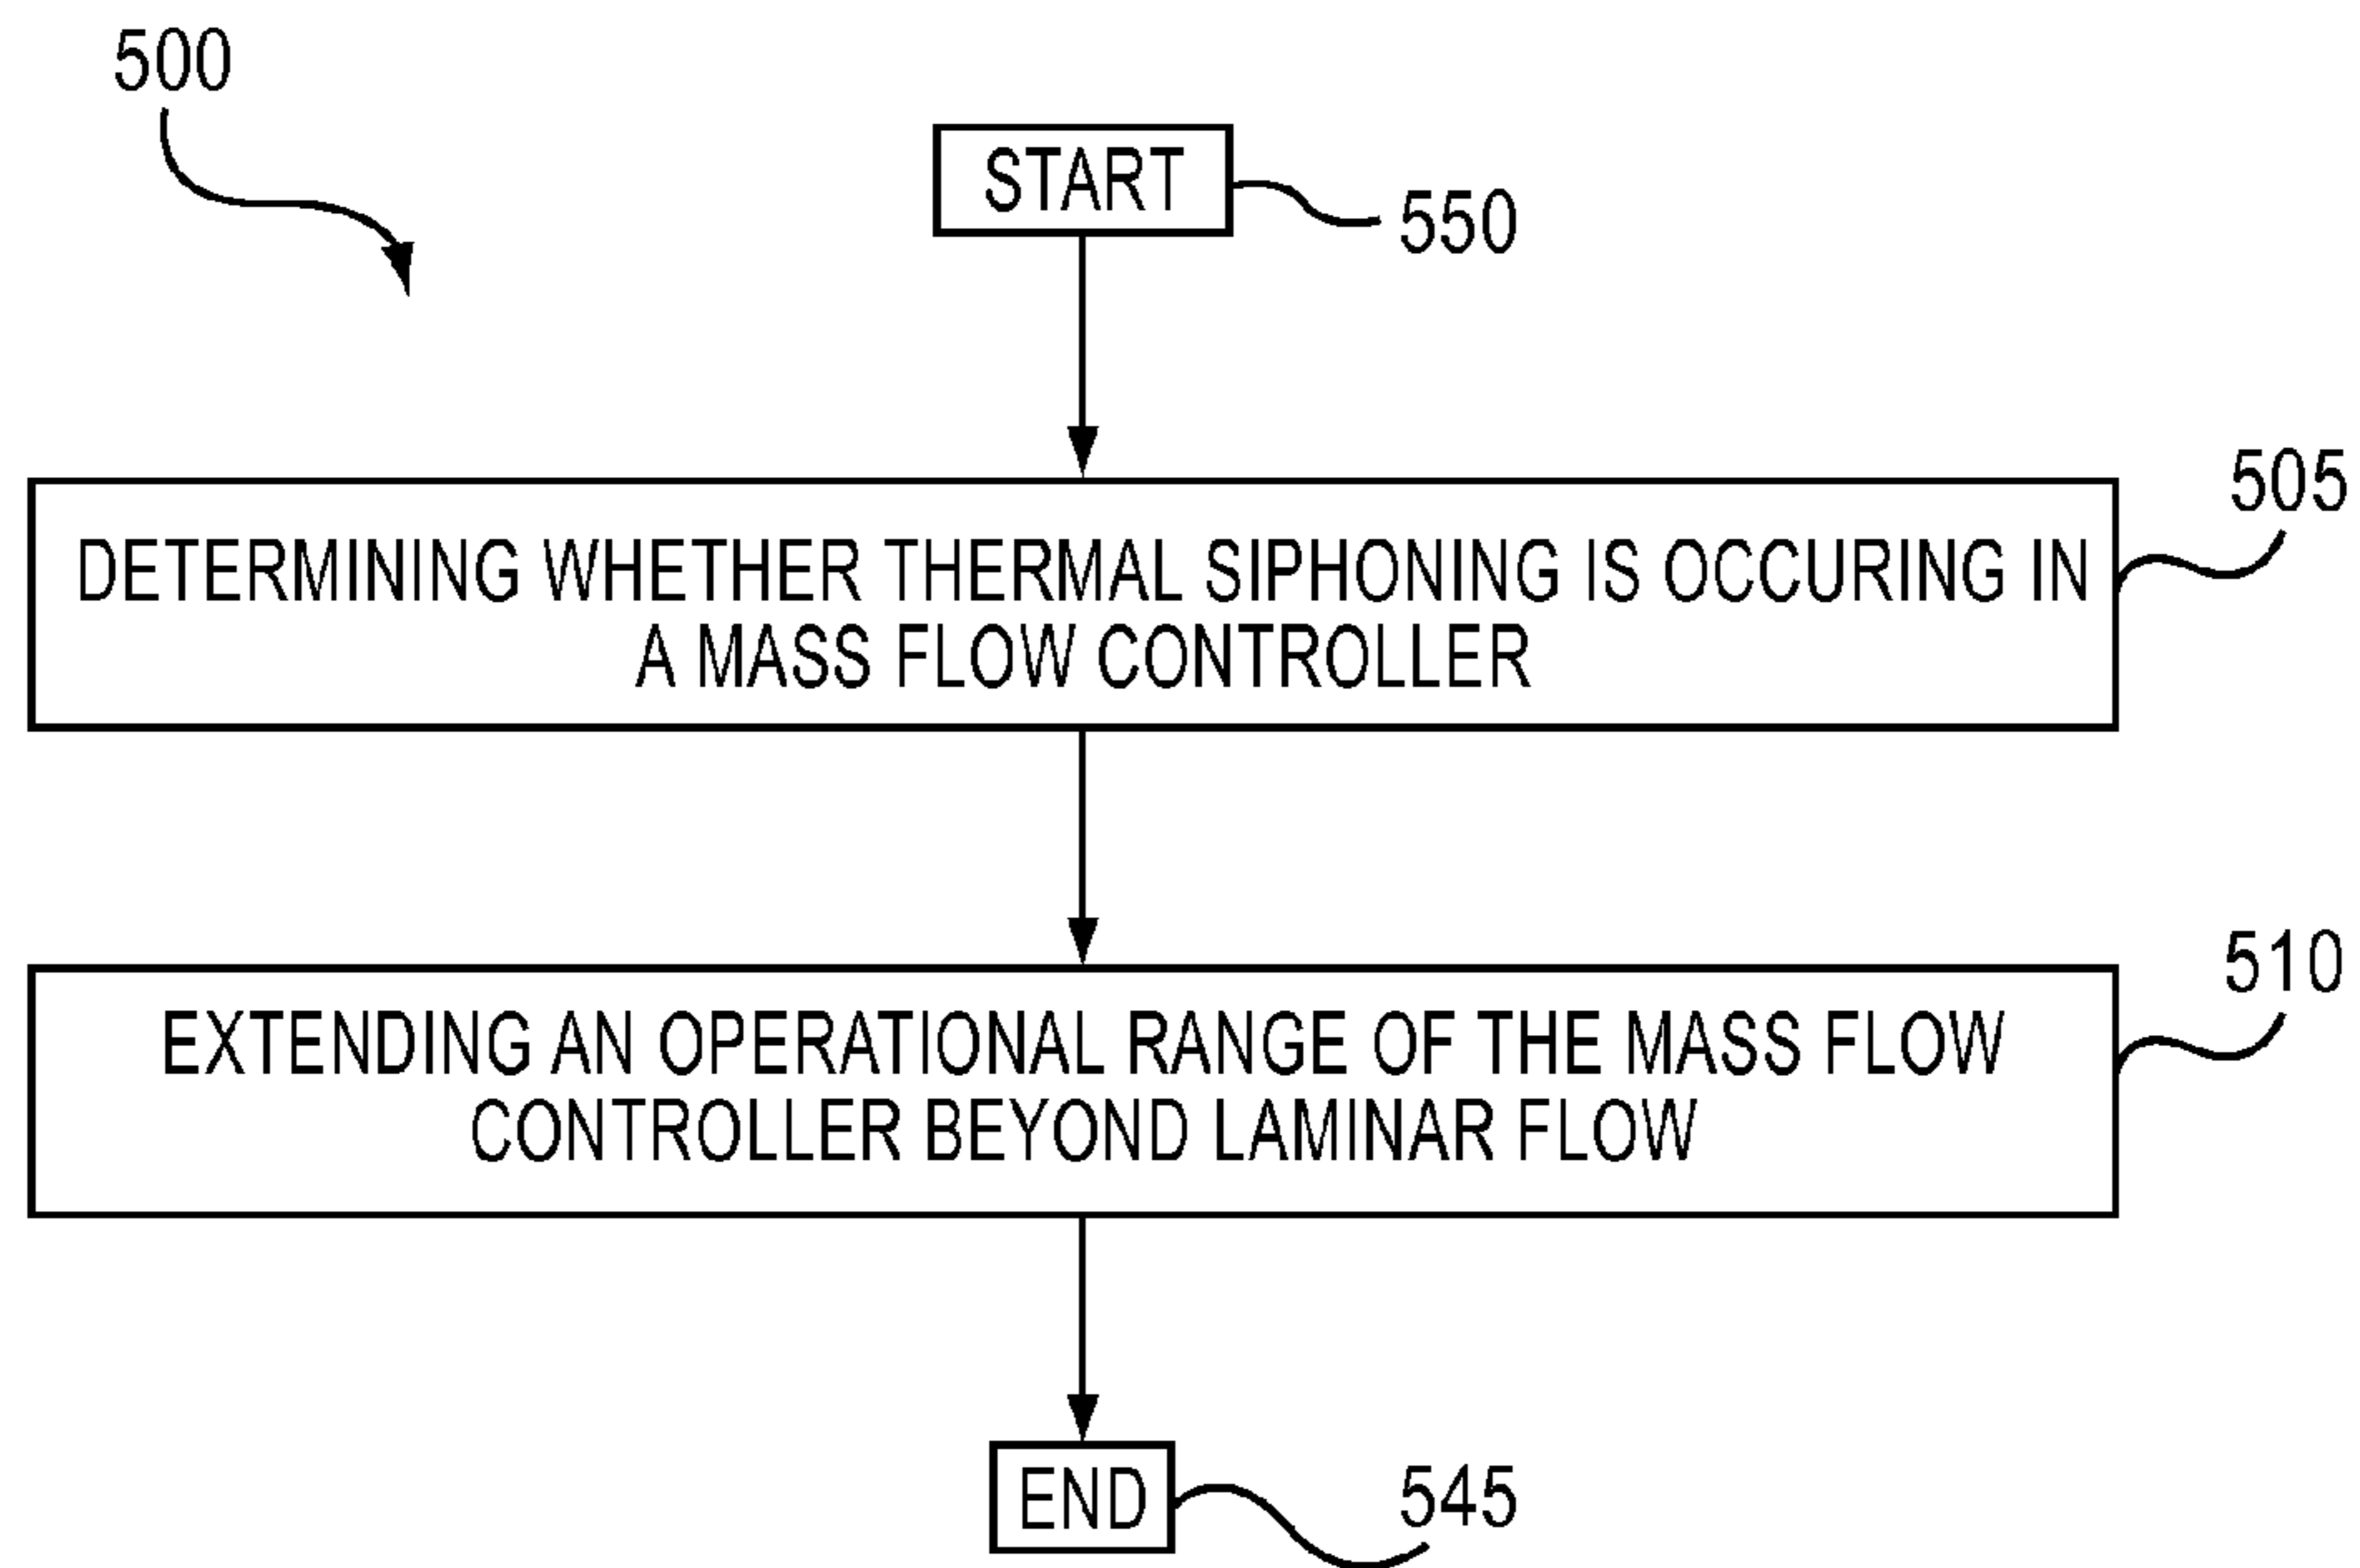 500
START
550
505
DETERMINING WHETHER THERMAL SIPHONING IS OCCURING IN
A MASS FLOW CONTROLLER
510
EXTENDING AN OPERATIONAL RANGE OF THE MASS FLOW
CONTROLLER BEYOND LAMINAR FLOW
END
545